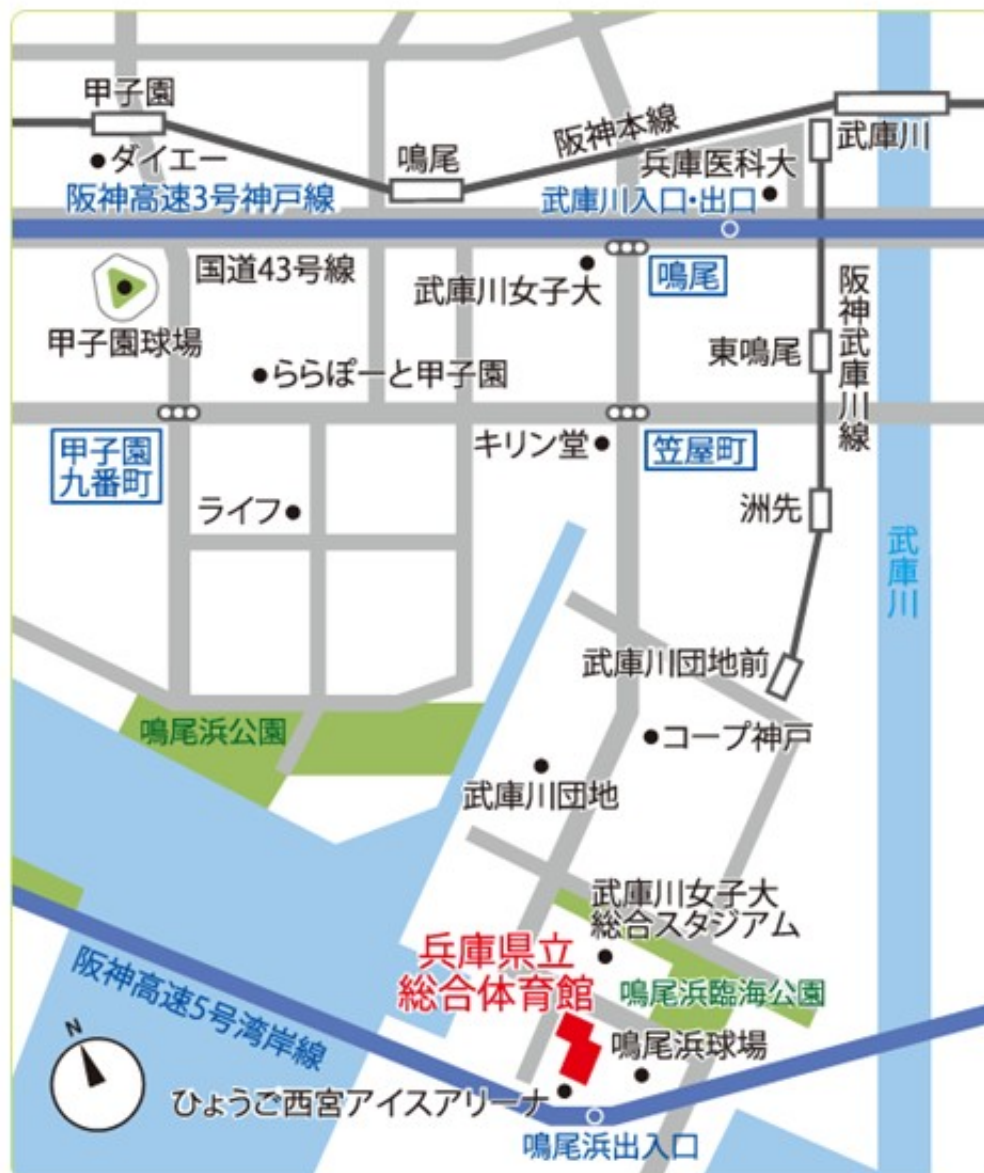 甲子園
ダイエー
鳴尾
阪神本線
武庫川
兵庫医科大
阪神高速3号神戸線
武庫川入口・出口
国道43号線
武庫川女子大
鳴尾
甲子園球場
阪神武庫川線
東鳴尾
ららぽーと甲子園
甲子園
九番町
キリン堂
笠屋町
ライフ
洲先
武庫川
武庫川団地前
鳴尾浜公園
コープ神戸
武庫川団地
武庫川女子大
総合スタジアム
兵庫県立
総合体育館
鳴尾浜臨海公園
阪神高速5号湾岸線
N
鳴尾浜球場
ひょうご西宮アイスアリーナ
鳴尾浜出入口